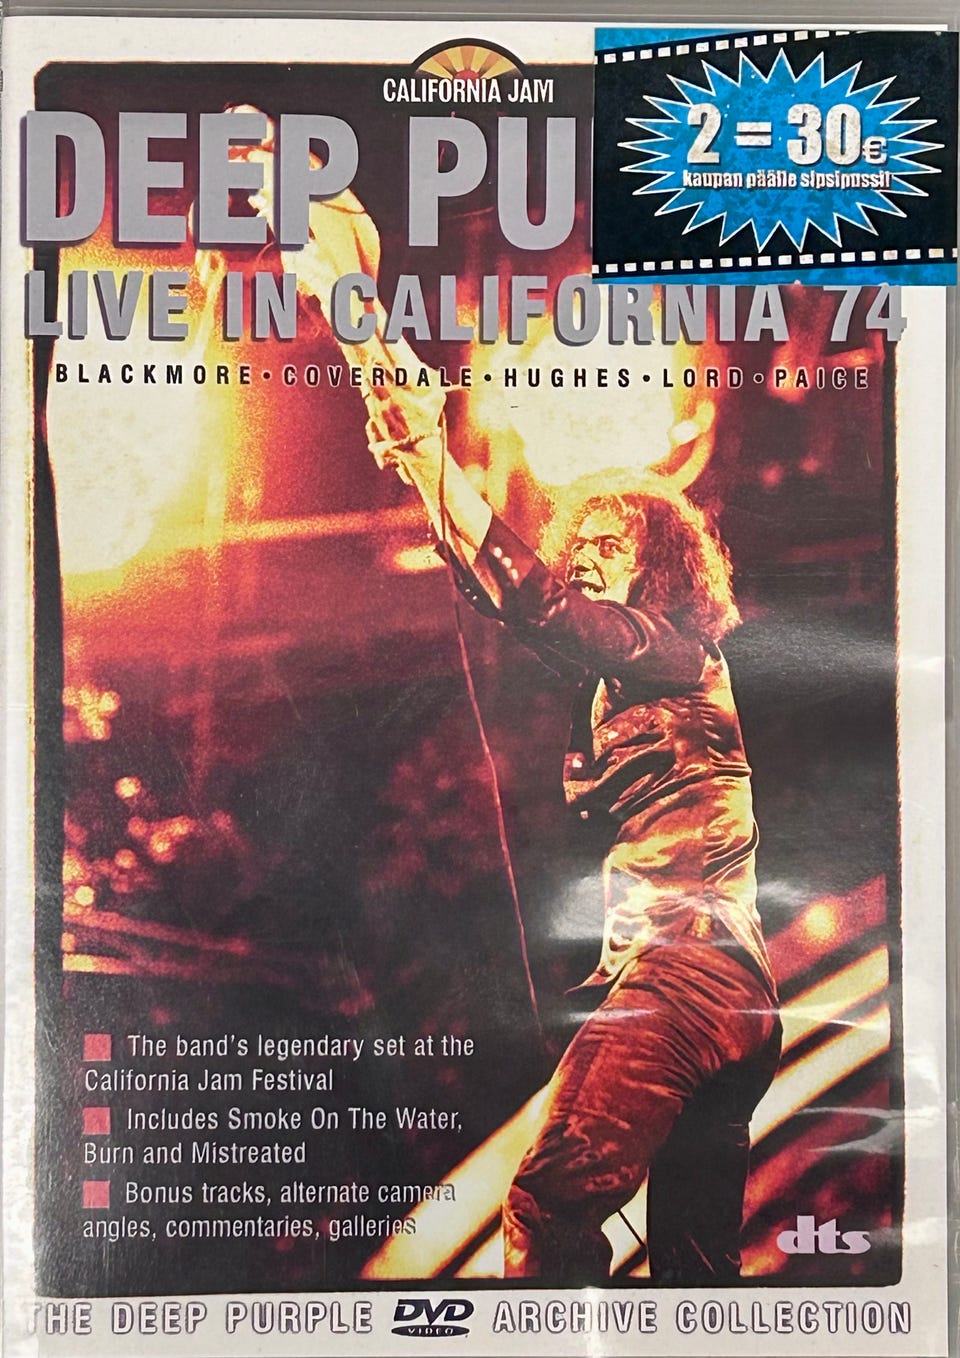 CALIFORNIA JAM
2 = 30€
kaupan päälle sipsipussi!
DEEP PU
LIVE IN CALIFORNIA '74
BLACKMORE • COVERDALE • HUGHES • LORD • PAICE
■ The band's legendary set at the
California Jam Festival
■ Includes Smoke On The Water,
Burn and Mistreated
■ Bonus tracks, alternate camera
angles, commentaries, galleries
dts
THE DEEP PURPLE DVD VIDEO ARCHIVE COLLECTION